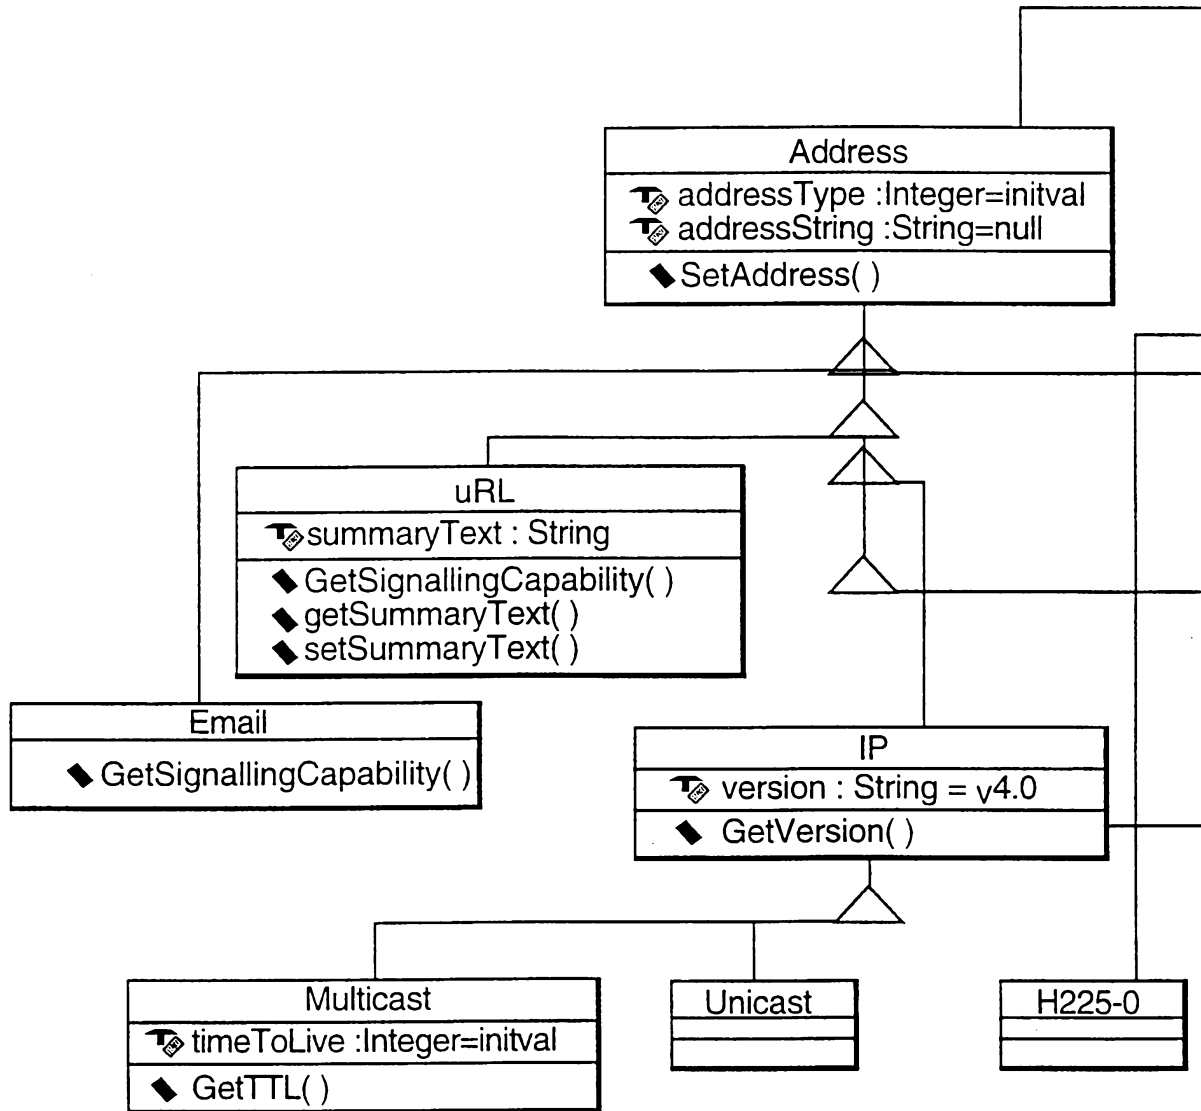 Address
addressType :Integer=initval
addressString :String=null
SetAddress( )
uRL
summaryText : String
GetSignallingCapability( )
getSummaryText( )
setSummaryText( )
Email
GetSignallingCapability( )
IP
version : String = v4.0
GetVersion( )
Multicast
timeToLive :Integer=initval
GetTTL( )
Unicast
H225-0